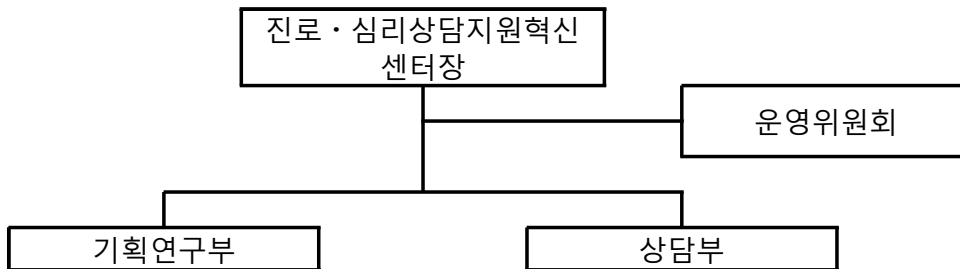 진로・심리상담지원혁신
센터장
운영위원회
기획연구부
상담부